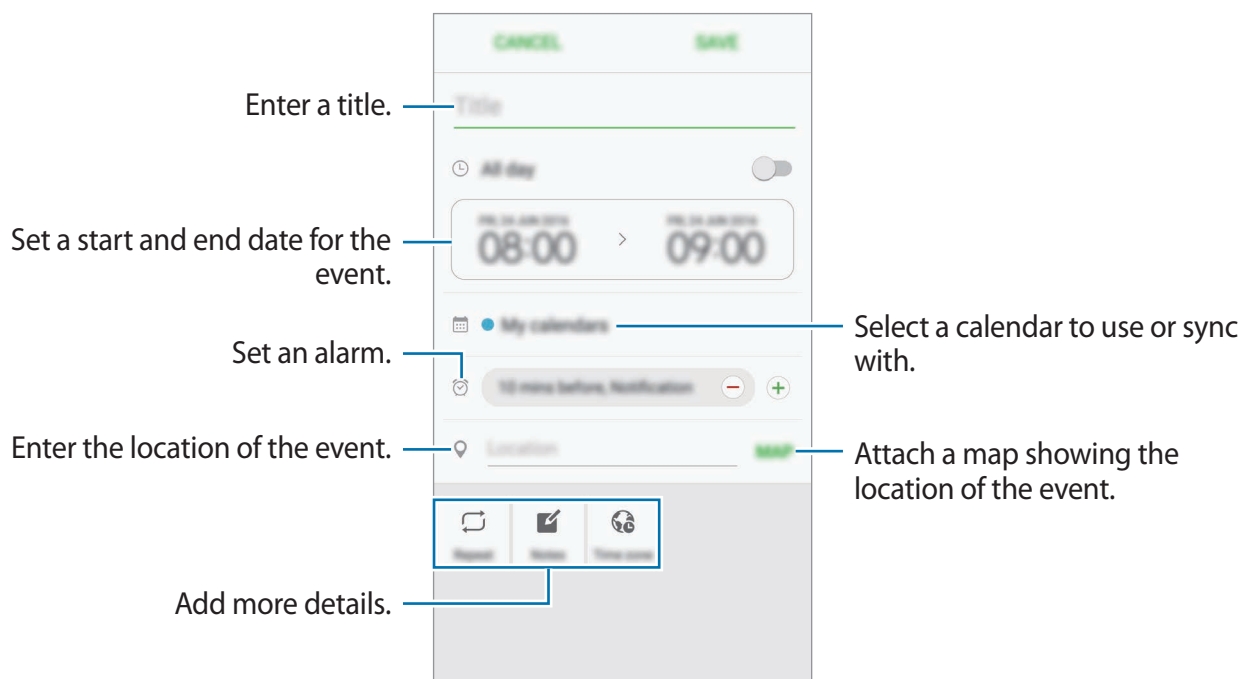 CANCEL SAVE
Enter a title.
Title
All day
Set a start and end date for the
event.
08:00 > 09:00
My calendars
Select a calendar to use or sync
with.
Set an alarm.
10 mins before, Notification
Enter the location of the event.
Location
MAP
Attach a map showing the
location of the event.
Repeat Notes Time zone
Add more details.